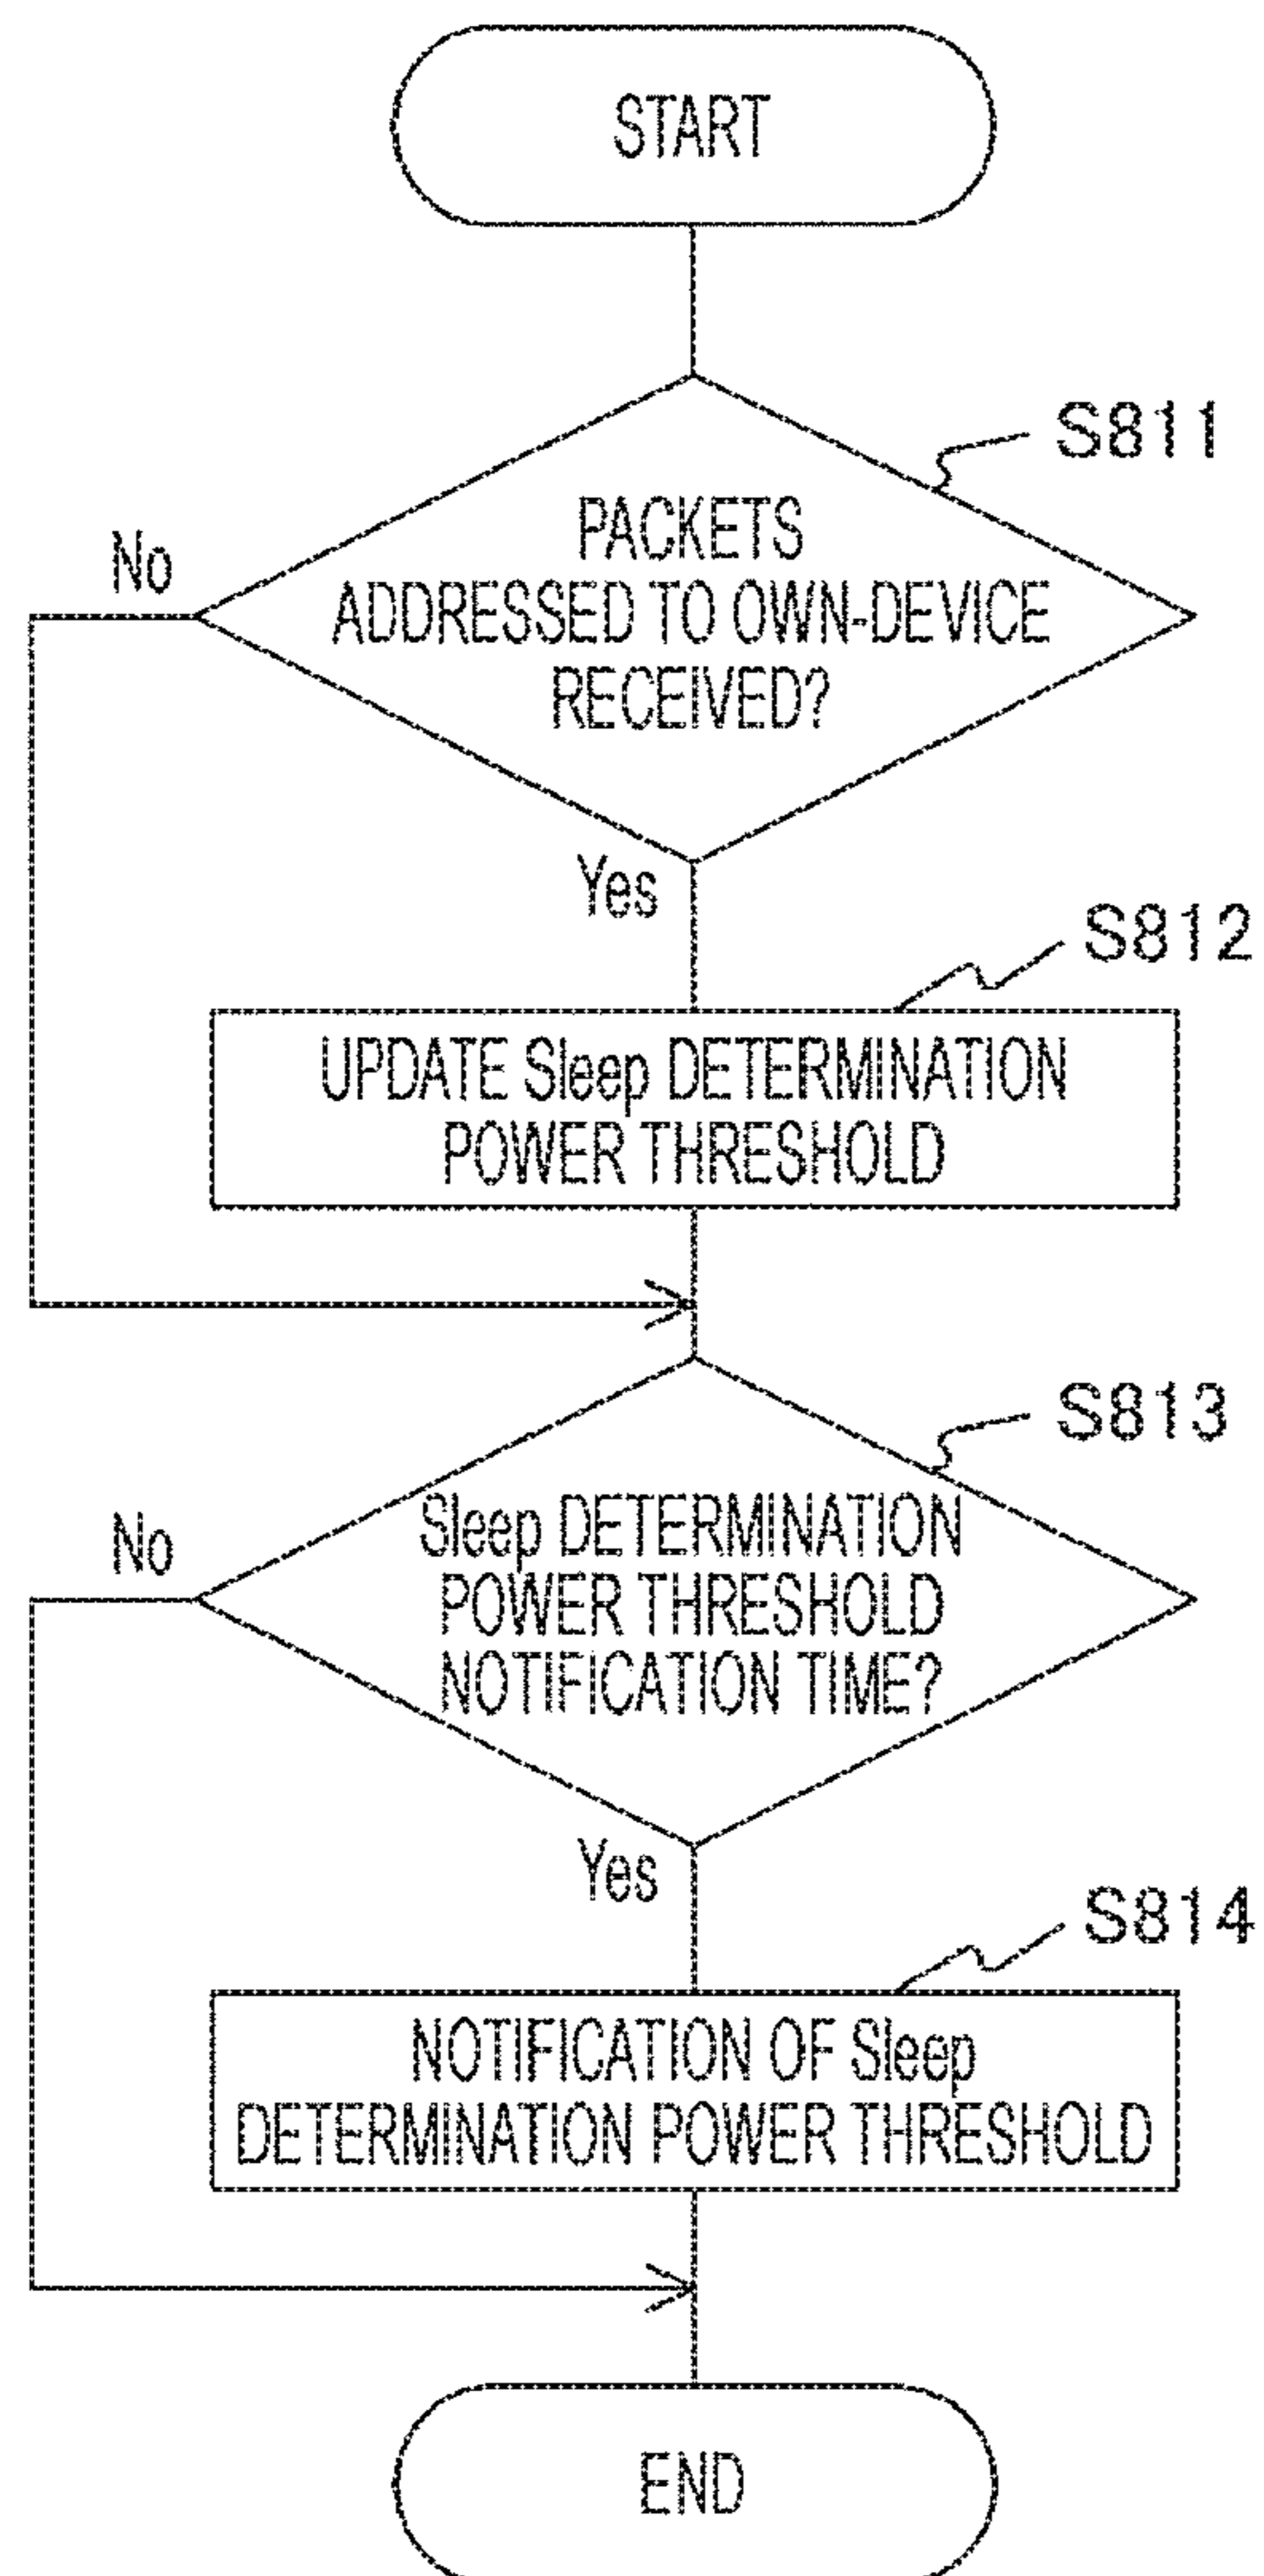 START
S811
PACKETS
ADDRESSED TO OWN-DEVICE
RECEIVED?
No
Yes
S812
UPDATE Sleep DETERMINATION
POWER THRESHOLD
S813
Sleep DETERMINATION
POWER THRESHOLD
NOTIFICATION TIME?
No
Yes
S814
NOTIFICATION OF Sleep
DETERMINATION POWER THRESHOLD
END